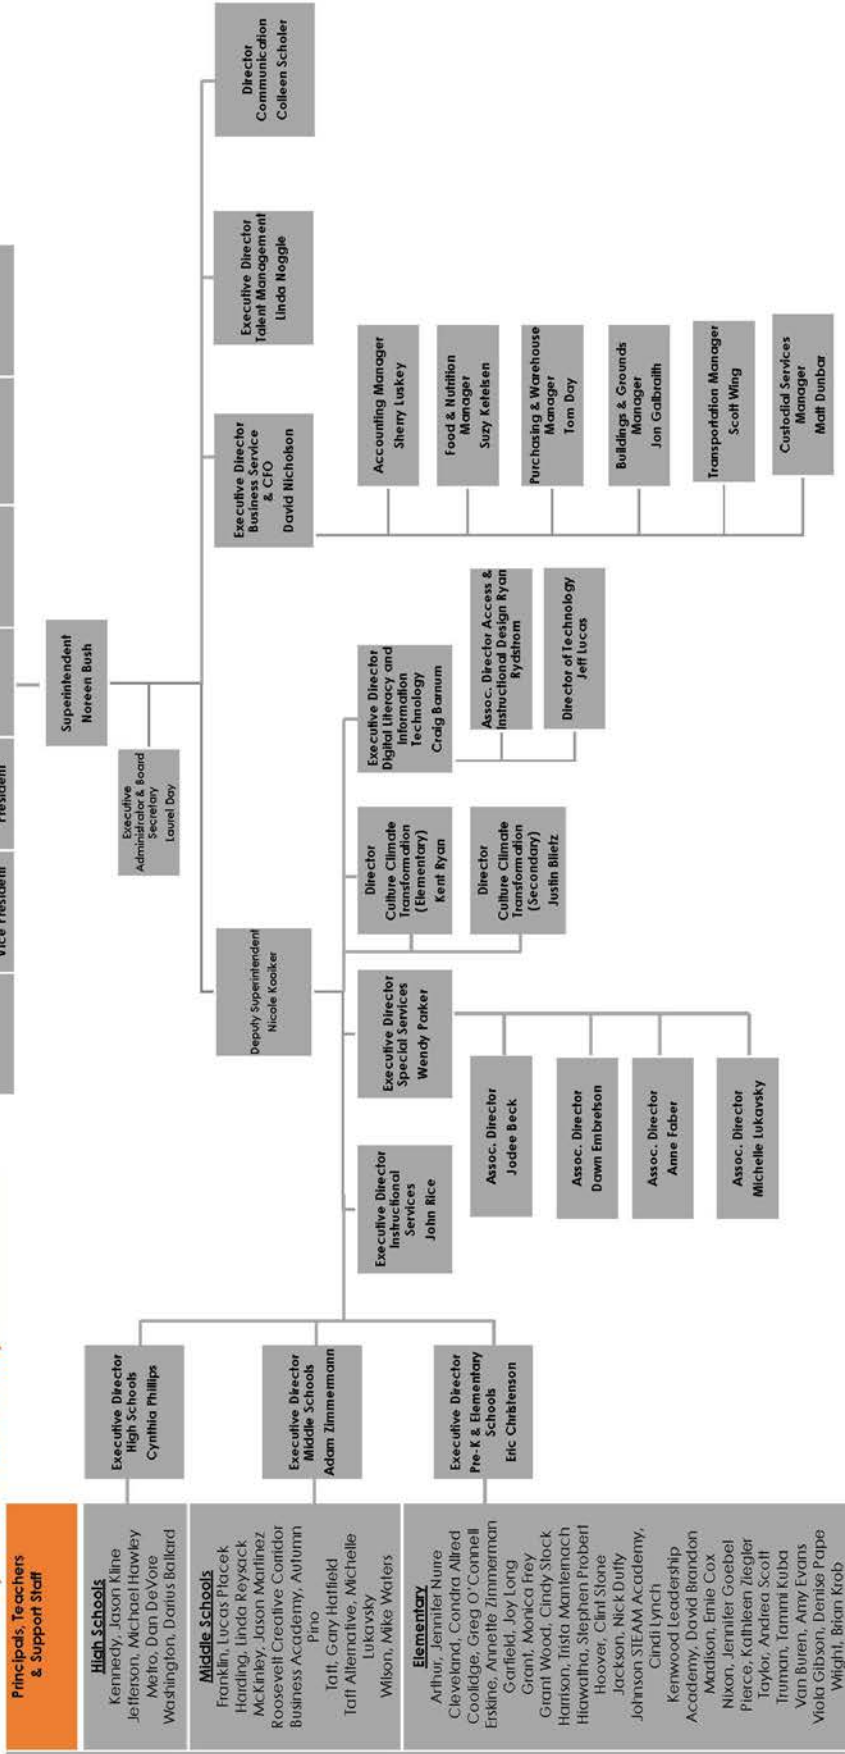 Vice President
President
Superintendent
Noreen Bush
Executive
Administrator & Board
Secretary
Laurel Day
Deputy Superintendent
Nicole Kooiker
Executive Director
Business Service
& CFO
David Nicholson
Executive Director
Talent Management
Linda Noggle
Director
Communication
Colleen Scholer
Executive Director
Instructional
Services
John Rice
Executive Director
Special Services
Wendy Parker
Director
Culture Climate
Transformation
(Elementary)
Kent Ryan
Executive Director
Digital Literacy and
Information
Technology
Craig Barnum
Director
Culture Climate
Transformation
(Secondary)
Justin Blietz
Assoc. Director Access &
Instructional Design Ryan
Rydstrom
Director of Technology
Jeff Lucas
Assoc. Director
Jodee Beck
Assoc. Director
Dawn Embretson
Assoc. Director
Anne Faber
Assoc. Director
Michelle Lukavsky
Accounting Manager
Sherry Luskey
Food & Nutrition
Manager
Suzy Ketelsen
Purchasing & Warehouse
Manager
Tom Day
Buildings & Grounds
Manager
Jon Galbraith
Transportation Manager
Scott Wing
Custodial Services
Manager
Matt Dunbar
Executive Director
High Schools
Cynthia Phillips
Executive Director
Middle Schools
Adam Zimmermann
Executive Director
Pre-K & Elementary
Schools
Eric Christenson
Principals, Teachers
& Support Staff
High Schools
Kennedy, Jason Kline
Jefferson, Michael Hawley
Metro, Dan DeVore
Washington, Darius Ballard
Middle Schools
Franklin, Lucas Ptacek
Harding, Linda Reysack
McKinley, Jason Martinez
Roosevelt Creative Corridor
Business Academy, Autumn
Pino
Taft, Gary Hatfield
Taft Alternative, Michelle
Lukavsky
Wilson, Mike Waters
Elementary
Arthur, Jennifer Nurre
Cleveland, Condra Allred
Coolidge, Greg O'Connell
Erskine, Annette Zimmerman
Garfield, Joy Long
Grant, Monica Frey
Grant Wood, Cindy Stock
Harrison, Trista Manternach
Hiawatha, Stephen Probert
Hoover, Clint Stone
Jackson, Nick Duffy
Johnson STEAM Academy,
Cindi Lynch
Kenwood Leadership
Academy, David Brandon
Madison, Ernie Cox
Nixon, Jennifer Goebel
Pierce, Kathleen Ziegler
Taylor, Andrea Scott
Truman, Tammi Kuba
Van Buren, Amy Evans
Viola Gibson, Denise Pape
Wright, Brian Krob